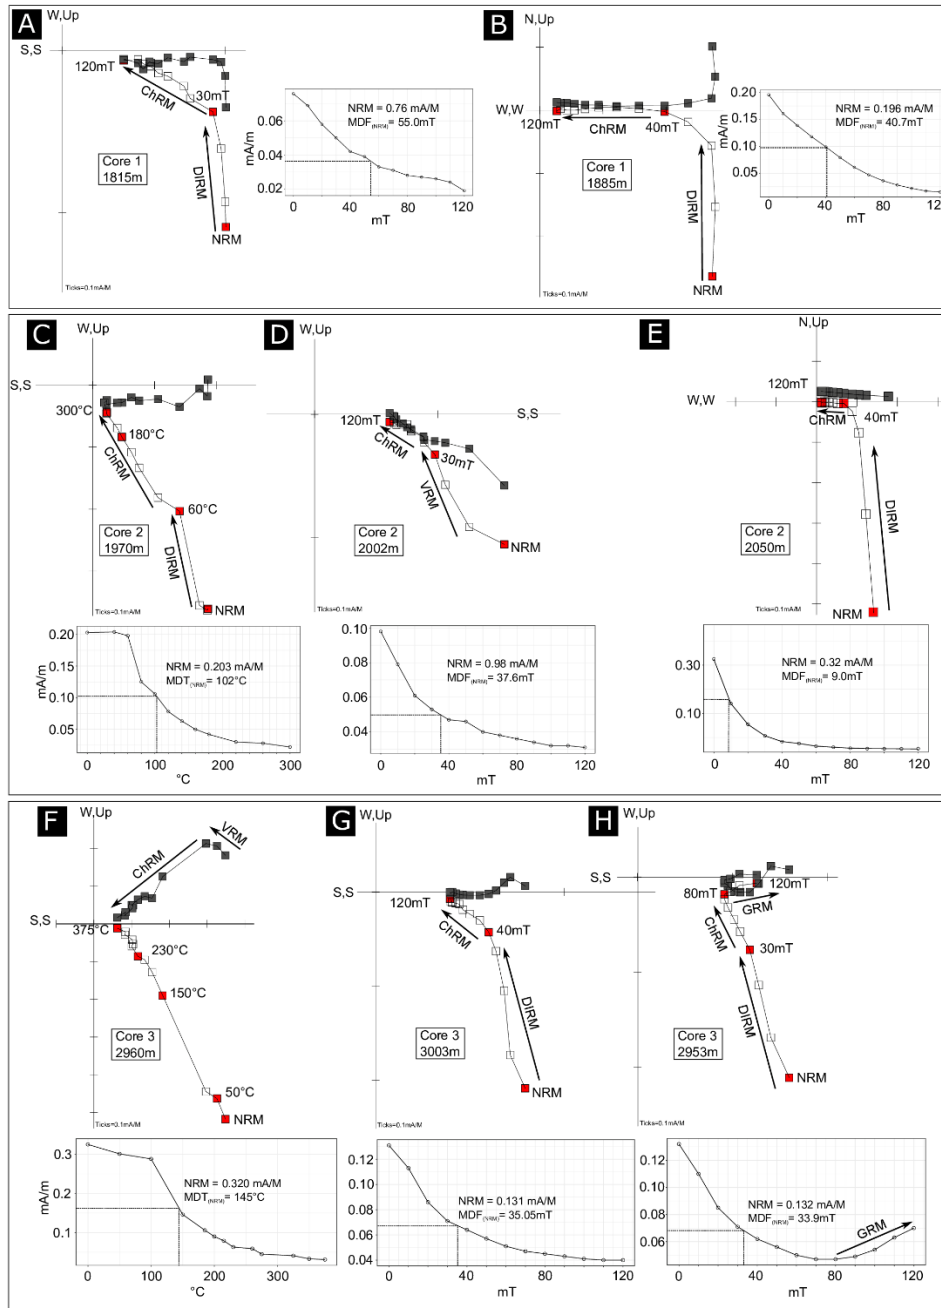 A
W,Up
S,S
120mT
ChRM
30mT
DIRM
NRM
Core 1
1815m
Ticks=0.1mA/M
mA/m
0.06
0.04
0.02
NRM = 0.76 mA/M
MDF(NRM) = 55.0mT
0 40 80 120
mT
B
N,Up
W,W
120mT
ChRM
40mT
DIRM
NRM
Core 1
1885m
Ticks=0.1mA/M
mA/m
0.20
0.15
0.10
0.05
NRM = 0.196 mA/M
MDF(NRM) = 40.7mT
0 40 80 120
mT
C
W,Up
S,S
300°C
180°C
ChRM
60°C
DIRM
NRM
Core 2
1970m
Ticks=0.1mA/M
mA/m
0.20
0.15
0.10
0.05
NRM = 0.203 mA/M
MDT(NRM) = 102°C
0 100 200 300
°C
D
W,Up
S,S
120mT
ChRM
30mT
VRM
NRM
Core 2
2002m
Ticks=0.1mA/M
0.10
0.08
0.06
0.04
NRM = 0.98 mA/M
MDF(NRM) = 37.6mT
0 40 80 120
mT
E
N,Up
W,W
120mT
ChRM
40mT
DIRM
NRM
Core 2
2050m
Ticks=0.1mA/M
0.30
0.10
NRM = 0.32 mA/M
MDF(NRM) = 9.0mT
0 40 80 120
mT
F
W,Up
VRM
ChRM
S,S
375°C
230°C
150°C
50°C
NRM
Core 3
2960m
Ticks=0.1mA/M
mA/m
0.3
0.2
0.1
NRM = 0.320 mA/M
MDT(NRM) = 145°C
0 100 200 300
°C
G
W,Up
S,S
120mT
ChRM
40mT
DIRM
NRM
Core 3
3003m
Ticks=0.1mA/M
0.12
0.10
0.08
0.06
0.04
NRM = 0.131 mA/M
MDF(NRM) = 35.05mT
0 40 80 120
mT
H
W,Up
S,S
80mT
120mT
GRM
ChRM
30mT
DIRM
NRM
Core 3
2953m
Ticks=0.1mA/M
0.12
0.10
0.08
0.06
0.04
NRM = 0.132 mA/M
MDF(NRM) = 33.9mT
GRM
0 40 80 120
mT